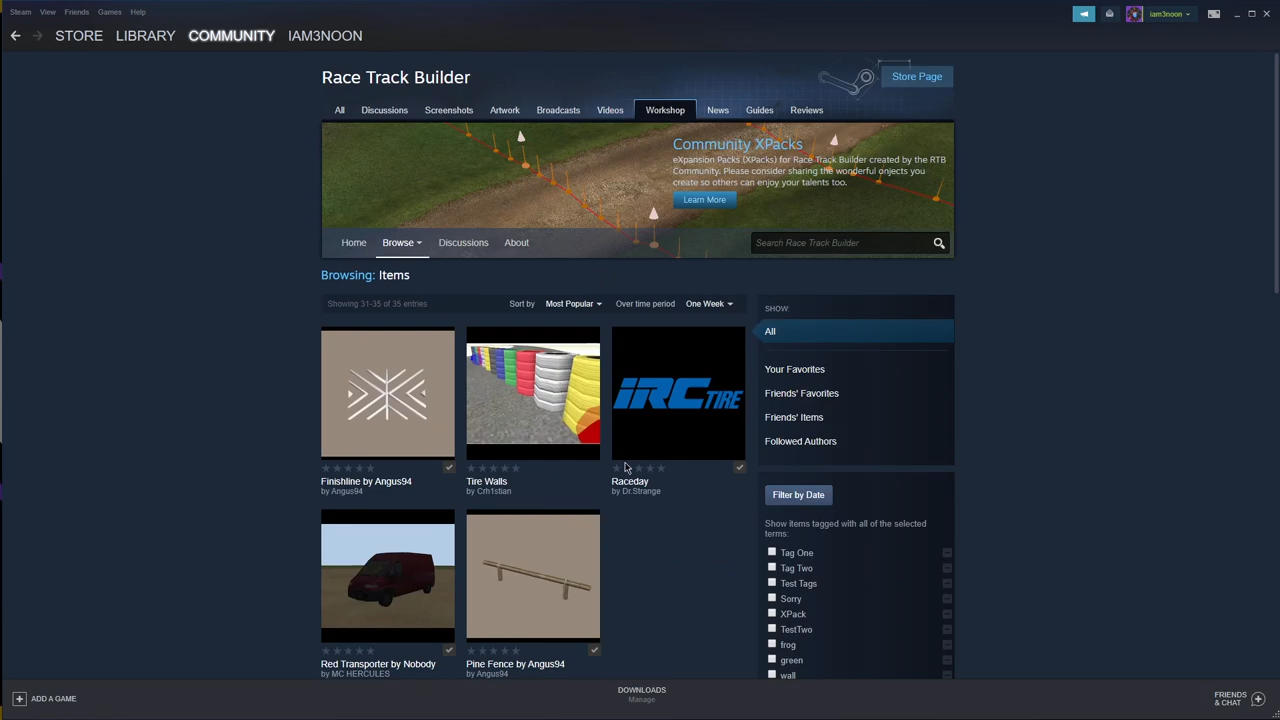 Steam View Friends Games Help
iam3noon
STORE LIBRARY COMMUNITY IAM3NOON
Race Track Builder
Store Page
All Discussions Screenshots Artwork Broadcasts Videos Workshop News Guides Reviews
Community XPacks
eXpansion Packs (XPacks) for Race Track Builder created by the RTB
Community. Please consider sharing the wonderful onjects you
create so others can enjoy your talents too.
Learn More
Home Browse Discussions About
Search Race Track Builder
Browsing: Items
Showing 31-35 of 35 entries
Sort by Most Popular Over time period One Week
SHOW:
All
Your Favorites
Friends' Favorites
Friends' Items
Followed Authors
iRC TIRE
Finishline by Angus94
by Angus94
Tire Walls
by Crh1stian
Raceday
by Dr.Strange
Filter by Date
Show items tagged with all of the selected
terms:
Tag One
Tag Two
Test Tags
Sorry
XPack
TestTwo
frog
green
wall
Red Transporter by Nobody
by MC HERCULES
Pine Fence by Angus94
by Angus94
ADD A GAME
DOWNLOADS
Manage
FRIENDS
& CHAT